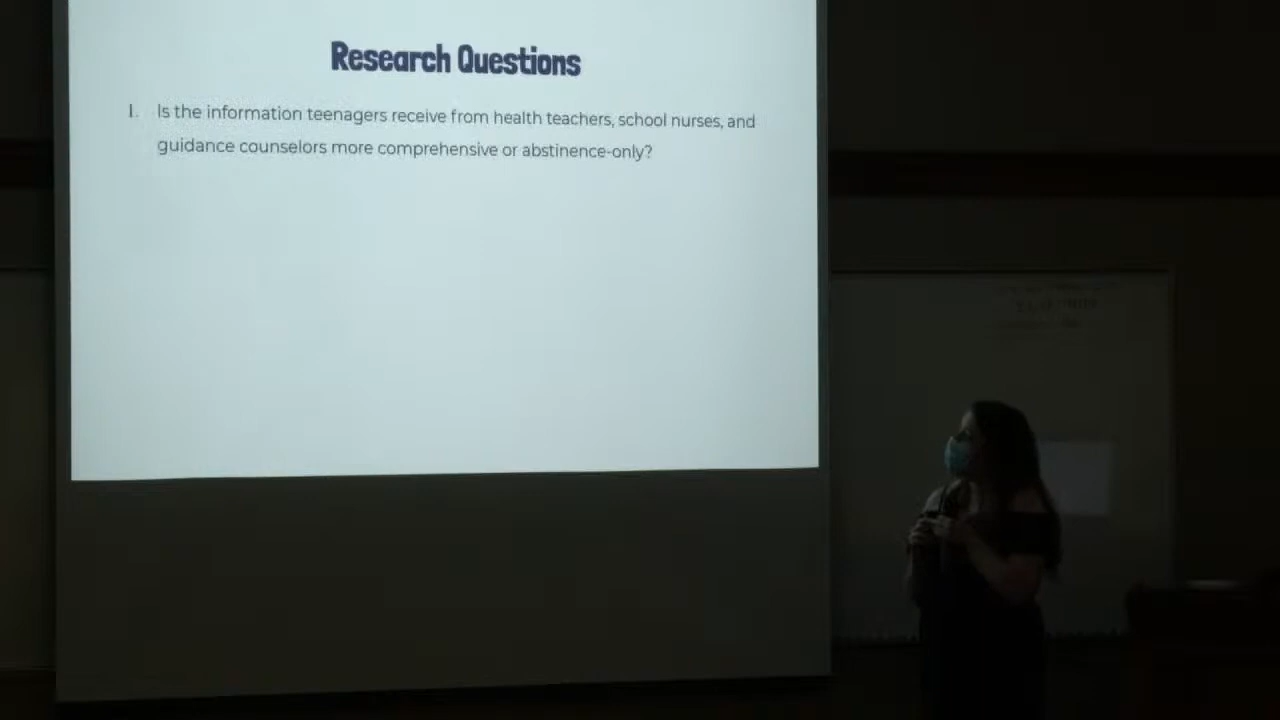 Research Questions
1. Is the information teenagers receive from health teachers, school nurses, and
guidance counselors more comprehensive or abstinence-only?